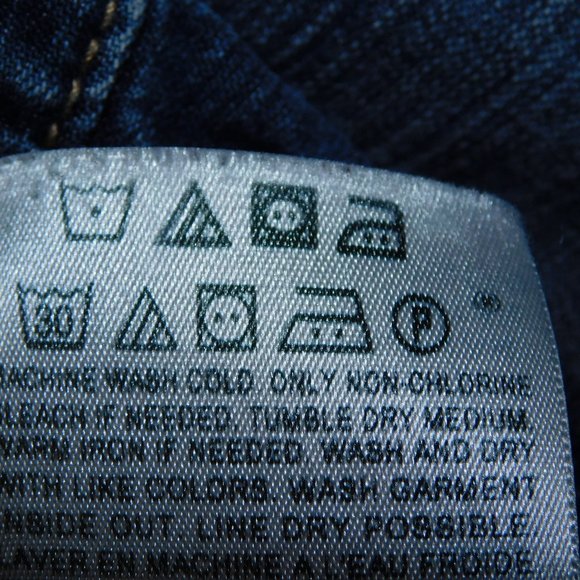 30
P
MACHINE WASH COLD. ONLY NON-CHLORINE
BLEACH IF NEEDED. TUMBLE DRY MEDIUM.
WARM IRON IF NEEDED. WASH AND DRY
WITH LIKE COLORS. WASH GARMENT
INSIDE OUT. LINE DRY POSSIBLE
LAVER EN MACHINE A L'EAU FROIDE